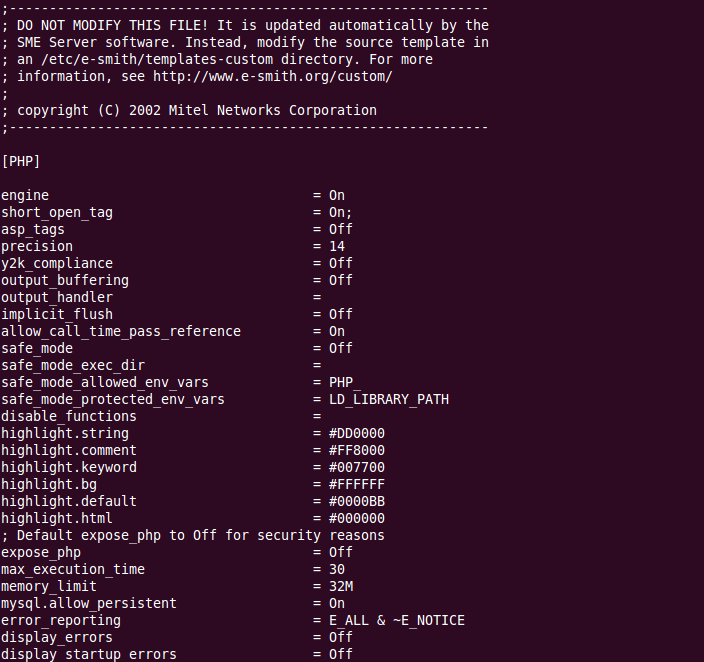 ;------------------------------------------------------------
; DO NOT MODIFY THIS FILE! It is updated automatically by the
; SME Server software. Instead, modify the source template in
; an /etc/e-smith/templates-custom directory. For more
; information, see http://www.e-smith.org/custom/
;
; copyright (C) 2002 Mitel Networks Corporation
;------------------------------------------------------------
[PHP]
engine = On
short_open_tag = On;
asp_tags = Off
precision = 14
y2k_compliance = Off
output_buffering = Off
output_handler =
implicit_flush = Off
allow_call_time_pass_reference = On
safe_mode = Off
safe_mode_exec_dir =
safe_mode_allowed_env_vars = PHP_
safe_mode_protected_env_vars = LD_LIBRARY_PATH
disable_functions =
highlight.string = #DD0000
highlight.comment = #FF8000
highlight.keyword = #007700
highlight.bg = #FFFFFF
highlight.default = #0000BB
highlight.html = #000000
; Default expose_php to Off for security reasons
expose_php = Off
max_execution_time = 30
memory_limit = 32M
mysql.allow_persistent = On
error_reporting = E_ALL & ~E_NOTICE
display_errors = Off
display_startup_errors = Off